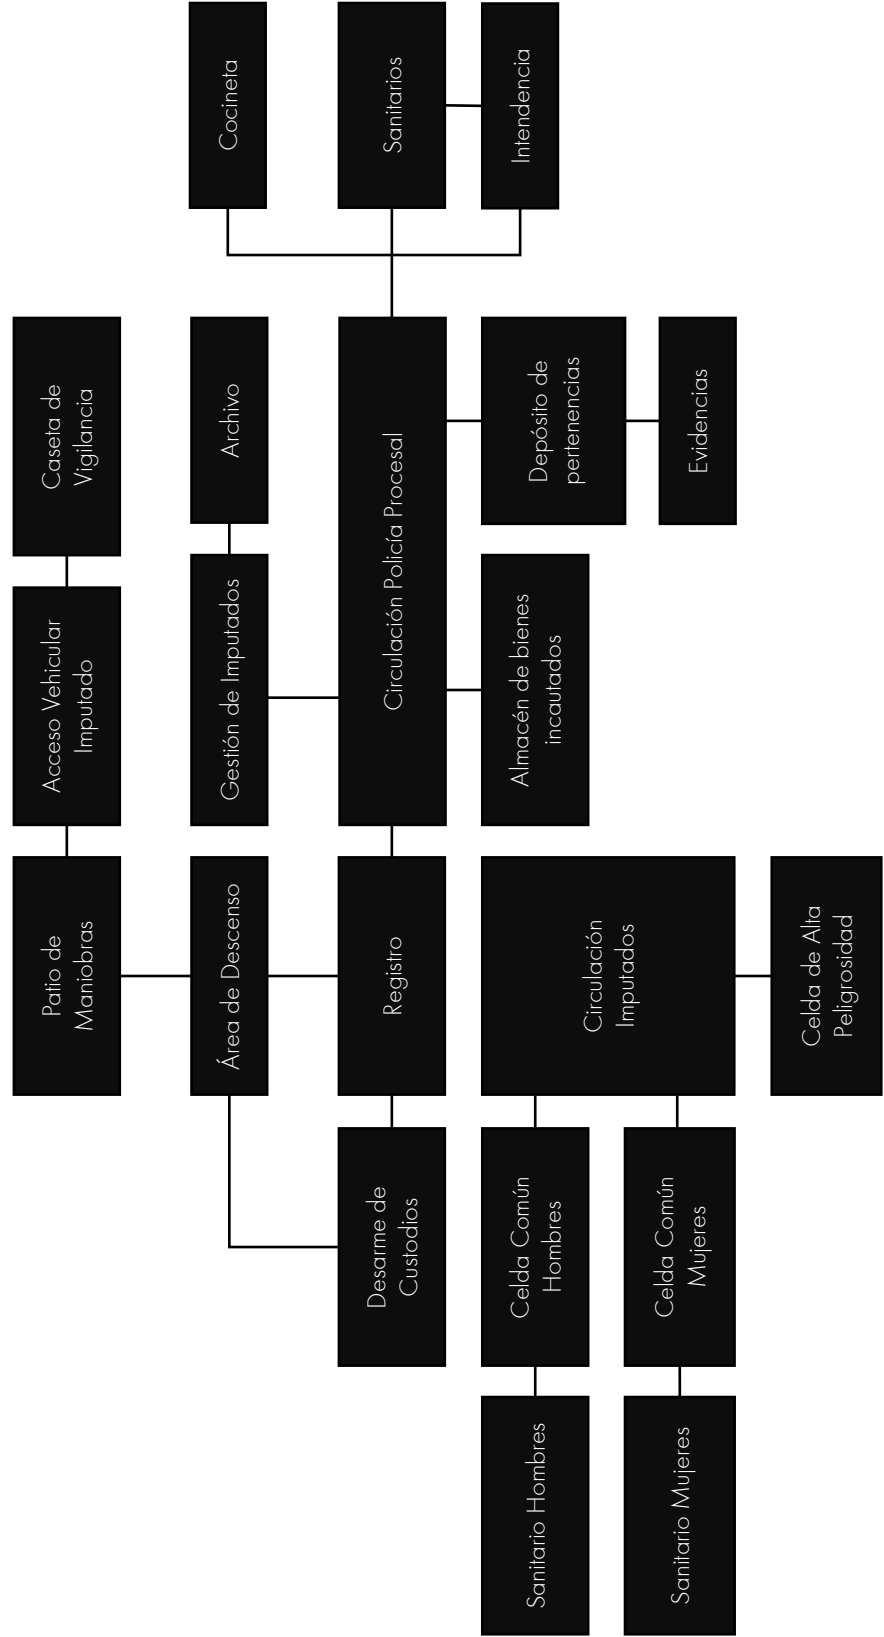 Sanitario Hombres
Sanitario Mujeres
Desarme de
Custodios
Celda Común
Hombres
Celda Común
Mujeres
Patio de
Maniobras
Área de Descenso
Registro
Circulación
Imputados
Celda de Alta
Peligrosidad
Acceso Vehicular
Imputado
Gestión de Imputados
Circulación Policía Procesal
Almacén de bienes
incautados
Caseta de
Vigilancia
Archivo
Depósito de
pertenencias
Evidencias
Cocineta
Sanitarios
Intendencia